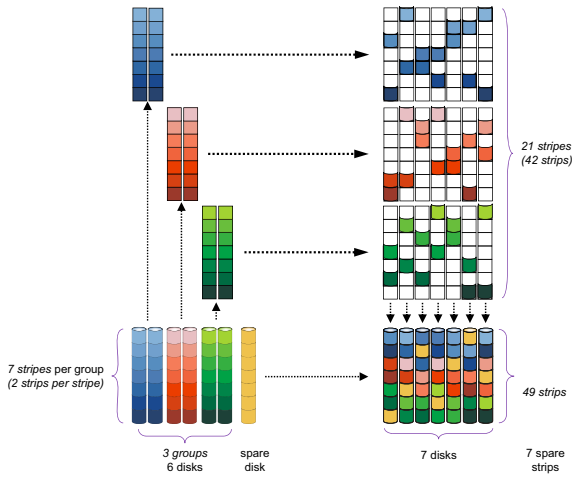 21 stripes
(42 strips)
7 stripes per group
(2 strips per stripe)
49 strips
3 groups
6 disks
spare
disk
7 disks
7 spare
strips